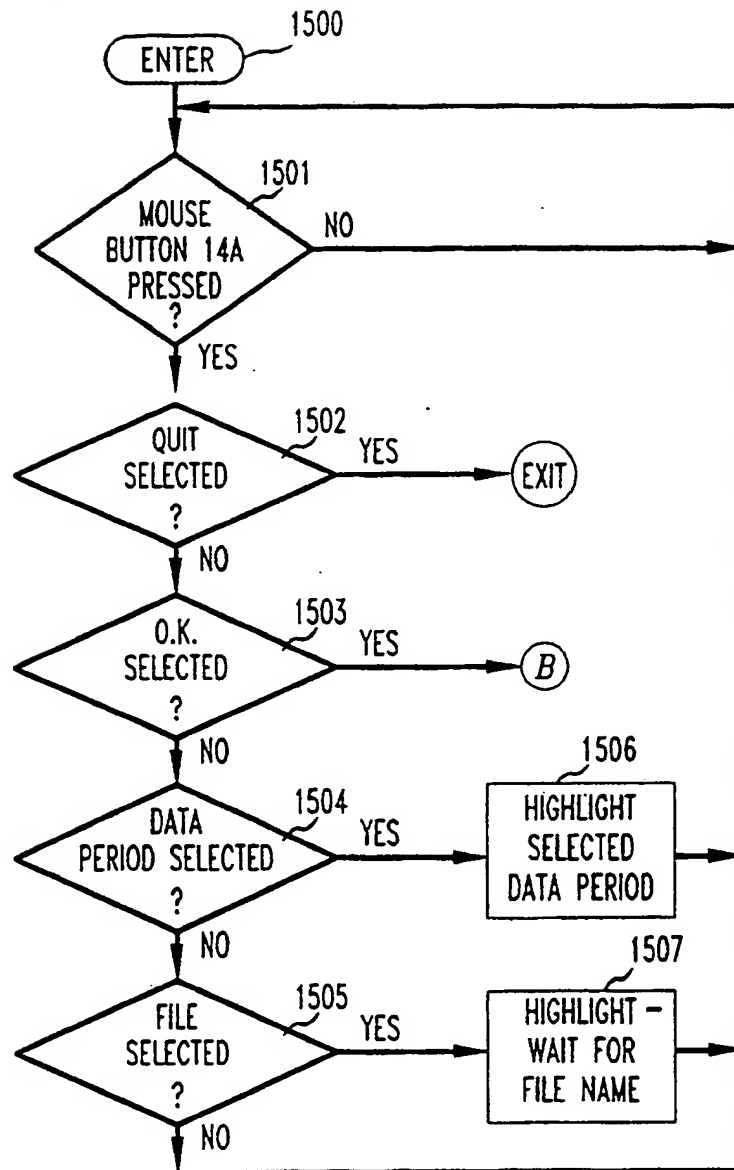 1500
ENTER
1501
MOUSE
BUTTON 14A
PRESSED
?
NO
YES
1502
QUIT
SELECTED
?
YES
EXIT
NO
1503
O.K.
SELECTED
?
YES
B
NO
1504
DATA
PERIOD SELECTED
?
YES
1506
HIGHLIGHT
SELECTED
DATA PERIOD
NO
1505
FILE
SELECTED
?
YES
1507
HIGHLIGHT -
WAIT FOR
FILE NAME
NO